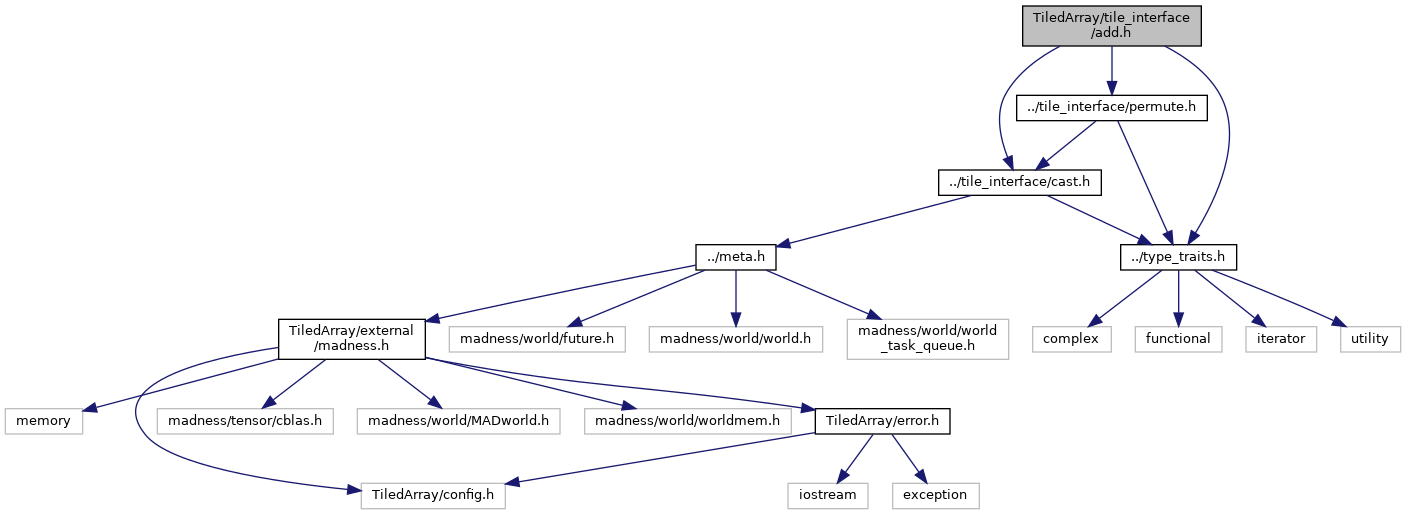 TiledArray/tile_interface
/add.h
../tile_interface/permute.h
../tile_interface/cast.h
../meta.h
../type_traits.h
TiledArray/external
/madness.h
madness/world/future.h
madness/world/world.h
madness/world/world
_task_queue.h
complex
functional
iterator
utility
memory
madness/tensor/cblas.h
madness/world/MADworld.h
madness/world/worldmem.h
TiledArray/error.h
TiledArray/config.h
iostream
exception